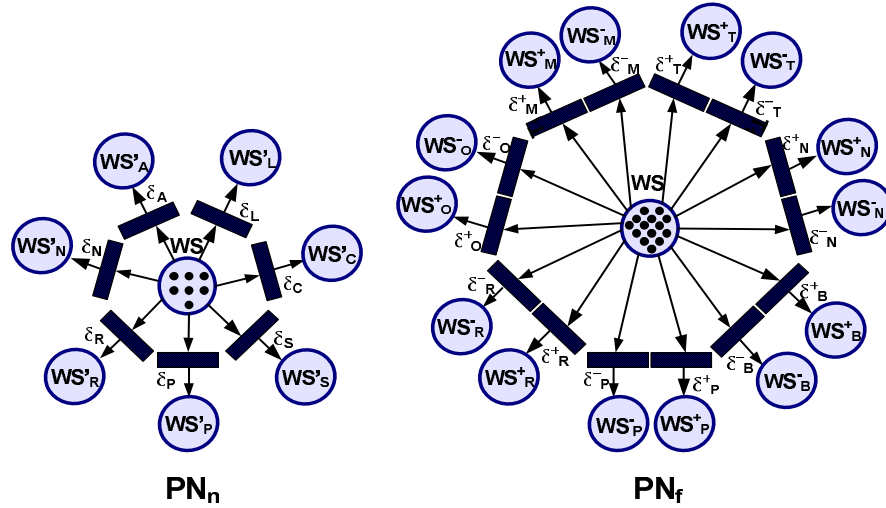 WS'A
WS'L
δA
δL
WS
WS'N
δN
WS'C
δC
δR
δS
WS'R
δP
WS'S
WS'P
PNn
WS-M
WS+T
WS+M
δ-M
δ+T
WS-T
δ+M
δ-T
WS-O
δ-O
δ+N
WS+N
WS
WS+O
WS-N
δ+O
δ-N
δ-R
δ+B
WS-R
WS+B
δ+R
δ-B
WS+R
δ-P
δ+P
WS-B
WS-P
WS+P
PNf